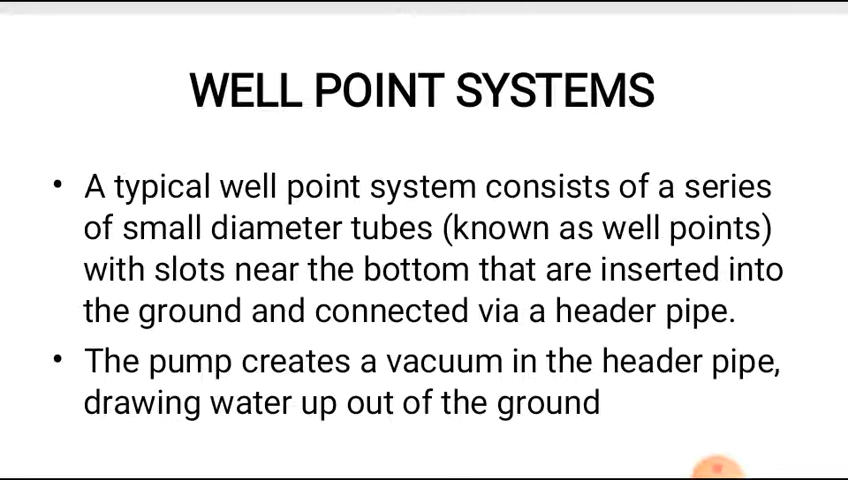 WELL POINT SYSTEMS
• A typical well point system consists of a series
of small diameter tubes (known as well points)
with slots near the bottom that are inserted into
the ground and connected via a header pipe.
• The pump creates a vacuum in the header pipe,
drawing water up out of the ground